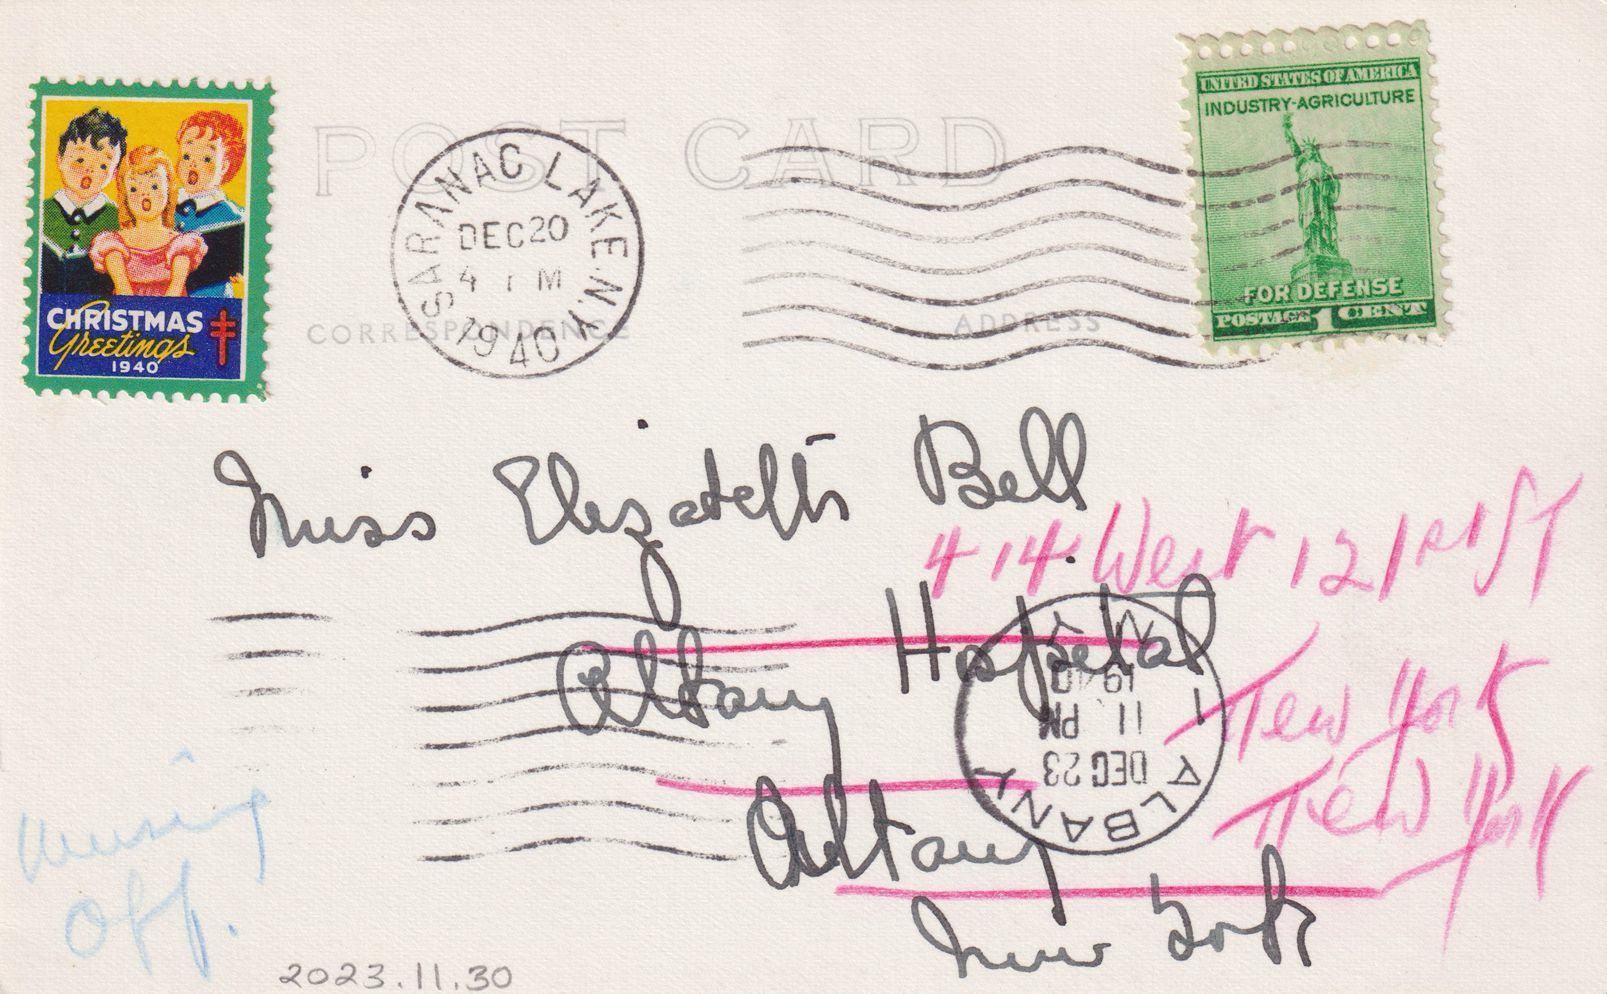 POST CARD
CORRESPONDENCE
ADDRESS
CHRISTMAS
Greetings
1940
SARANAC LAKE. N.Y.
DEC 20
4 PM
1940
UNITED STATES OF AMERICA
INDUSTRY-AGRICULTURE
FOR DEFENSE
POSTAGE 1 CENT
Miss Elizabeth Bell
Albany Hospital
Albany
New York
414 West 121st ST
New York
New York
ALBANY N.Y.
1
DEC 23
11 PM
1940
Nursing
Off.
2023.11.30